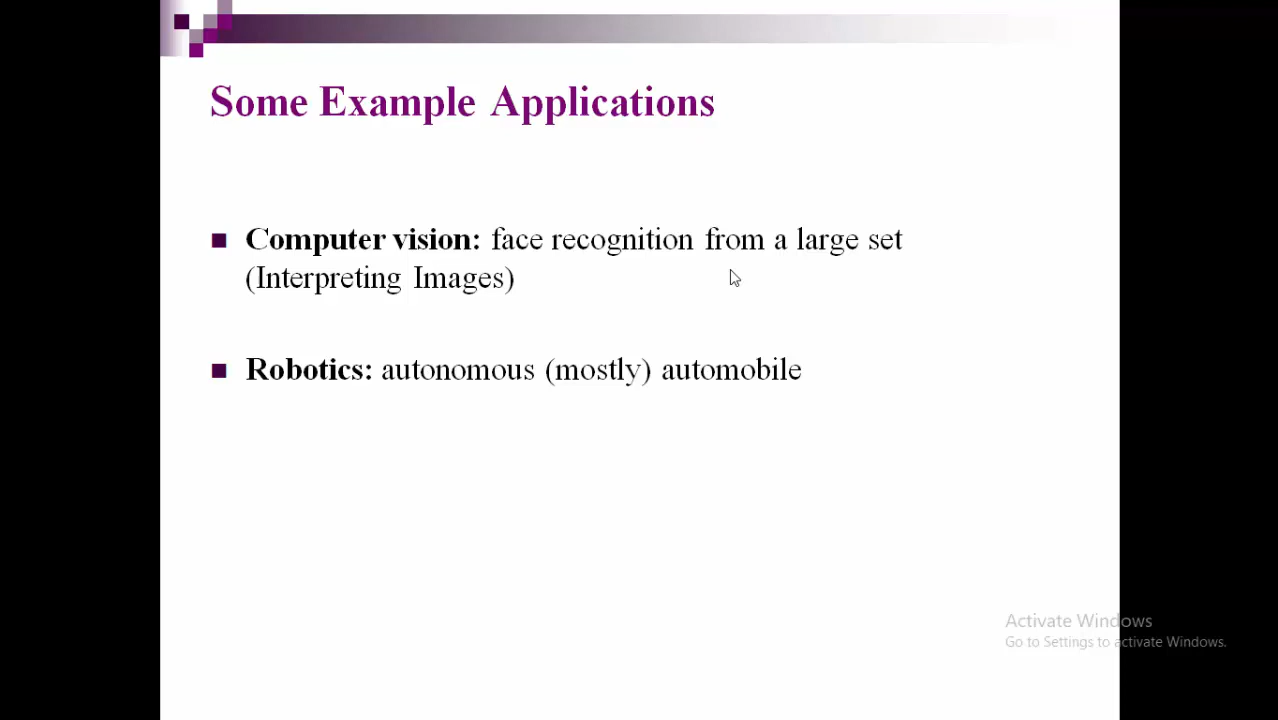 Some Example Applications
Computer vision: face recognition from a large set
(Interpreting Images)
Robotics: autonomous (mostly) automobile
Activate Windows
Go to Settings to activate Windows.